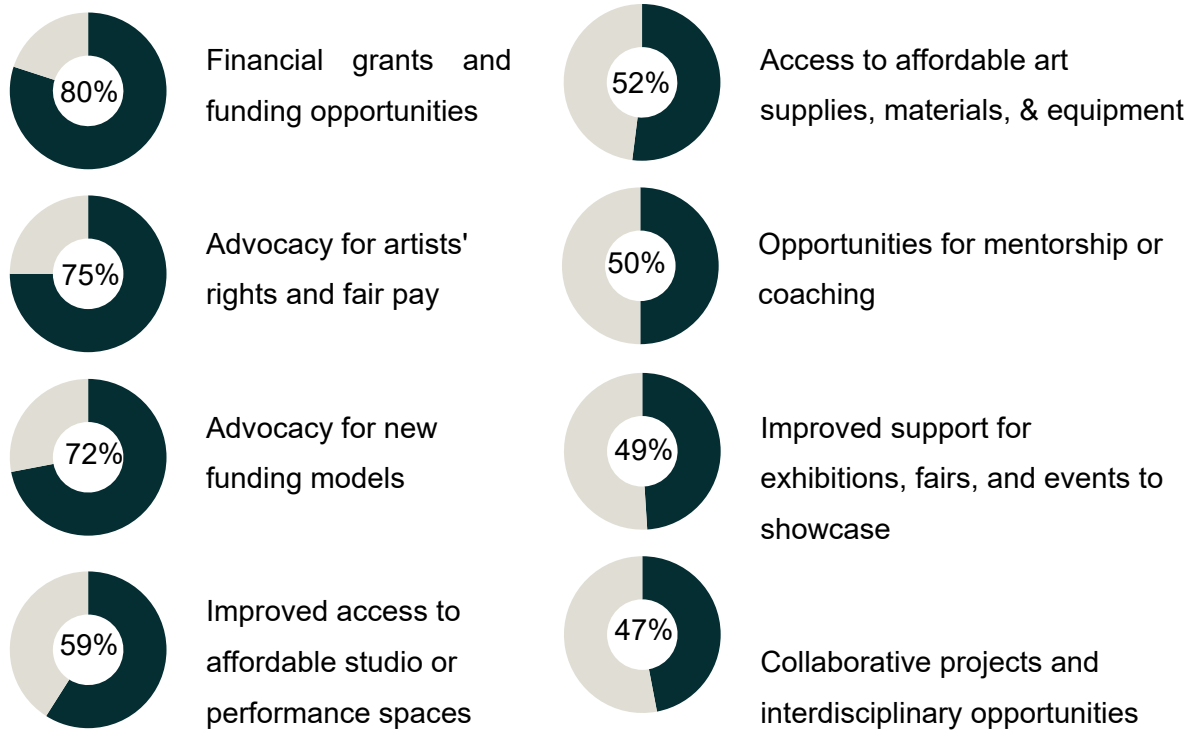 80%
Financial grants and
funding opportunities
75%
Advocacy for artists'
rights and fair pay
72%
Advocacy for new
funding models
59%
Improved access to
affordable studio or
performance spaces
52%
Access to affordable art
supplies, materials, & equipment
50%
Opportunities for mentorship or
coaching
49%
Improved support for
exhibitions, fairs, and events to
showcase
47%
Collaborative projects and
interdisciplinary opportunities